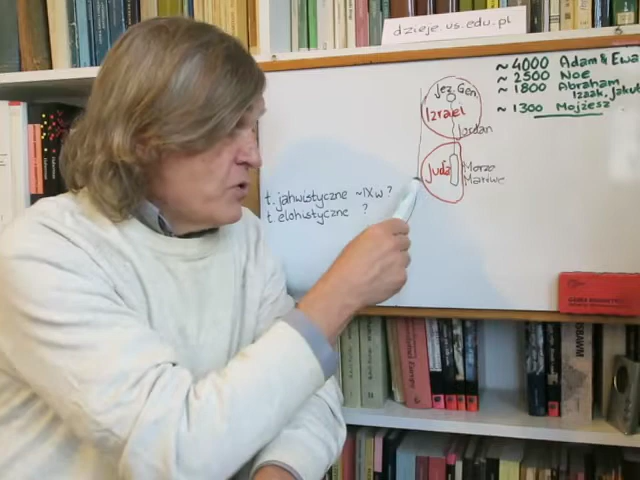 dzieje.us.edu.pl
~ 4000 Adam & Ewa
~ 2500 Noe
~ 1800 Abraham
Izaak, Jakub
~ 1300 Mojżesz
Jez. Gen
Izrael
Jordan
Juda
Morze
Martwe
t. jahwistyczne ~IX w ?
t. elohistyczne ?